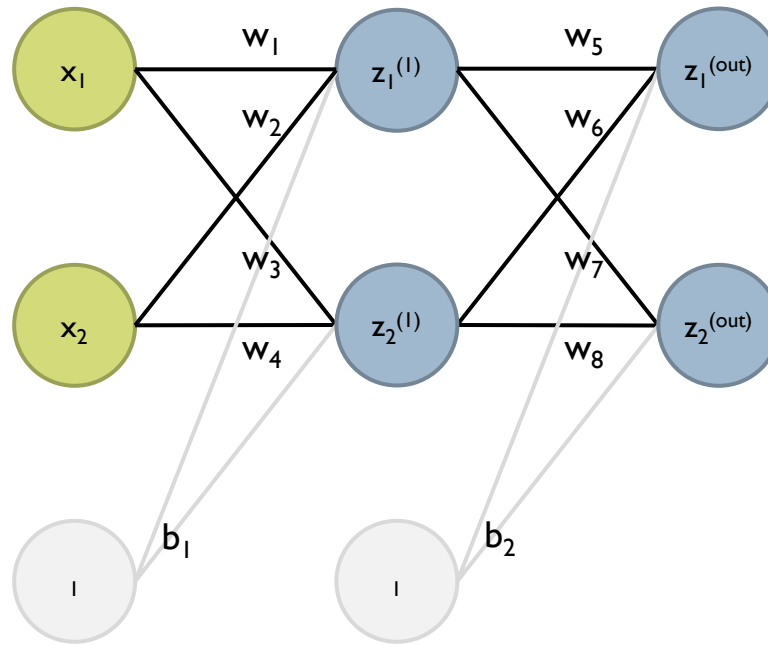 w₁
x₁ z₁⁽¹⁾ w₅ z₁⁽ᵒᵘᵗ⁾
w₂ w₆
w₃ w₇
x₂ z₂⁽¹⁾ z₂⁽ᵒᵘᵗ⁾
w₄ w₈
b₁ b₂
1 1